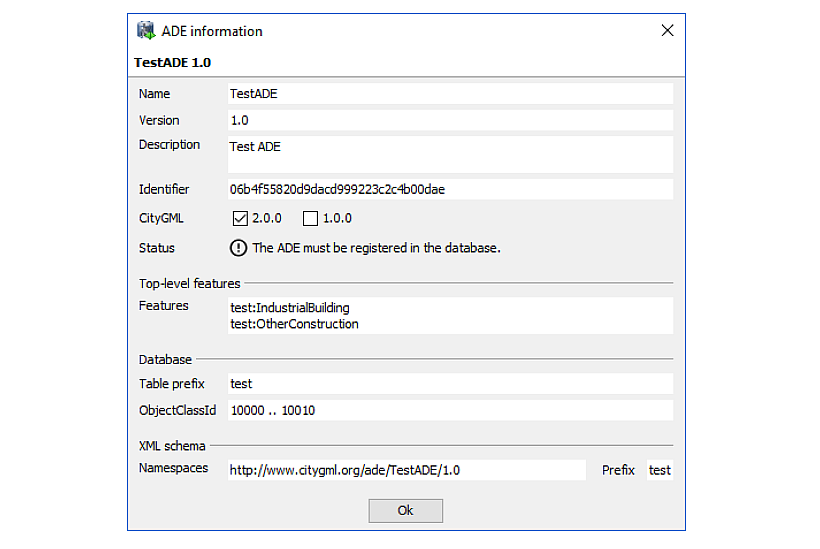 ADE information
TestADE 1.0
Name TestADE
Version 1.0
Description Test ADE
Identifier 06b4f55820d9dacd999223c2c4b00dae
CityGML 2.0.0 1.0.0
Status The ADE must be registered in the database.
Top-level features
Features test:IndustrialBuilding
test:OtherConstruction
Database
Table prefix test
ObjectClassId 10000 .. 10010
XML schema
Namespaces http://www.citygml.org/ade/TestADE/1.0 Prefix test
Ok